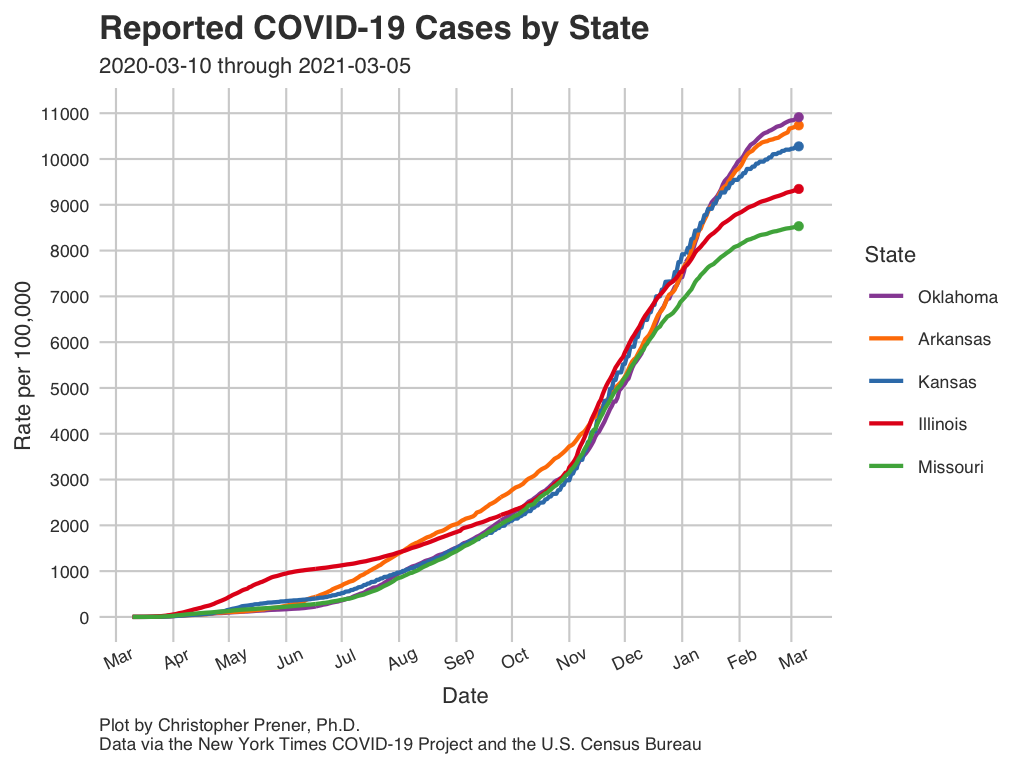 Reported COVID-19 Cases by State
2020-03-10 through 2021-03-05
Rate per 100,000
11000
10000
9000
8000
7000
6000
5000
4000
3000
2000
1000
0
Mar Apr May Jun Jul Aug Sep Oct Nov Dec Jan Feb Mar
Date
State
Oklahoma
Arkansas
Kansas
Illinois
Missouri
Plot by Christopher Prener, Ph.D.
Data via the New York Times COVID-19 Project and the U.S. Census Bureau